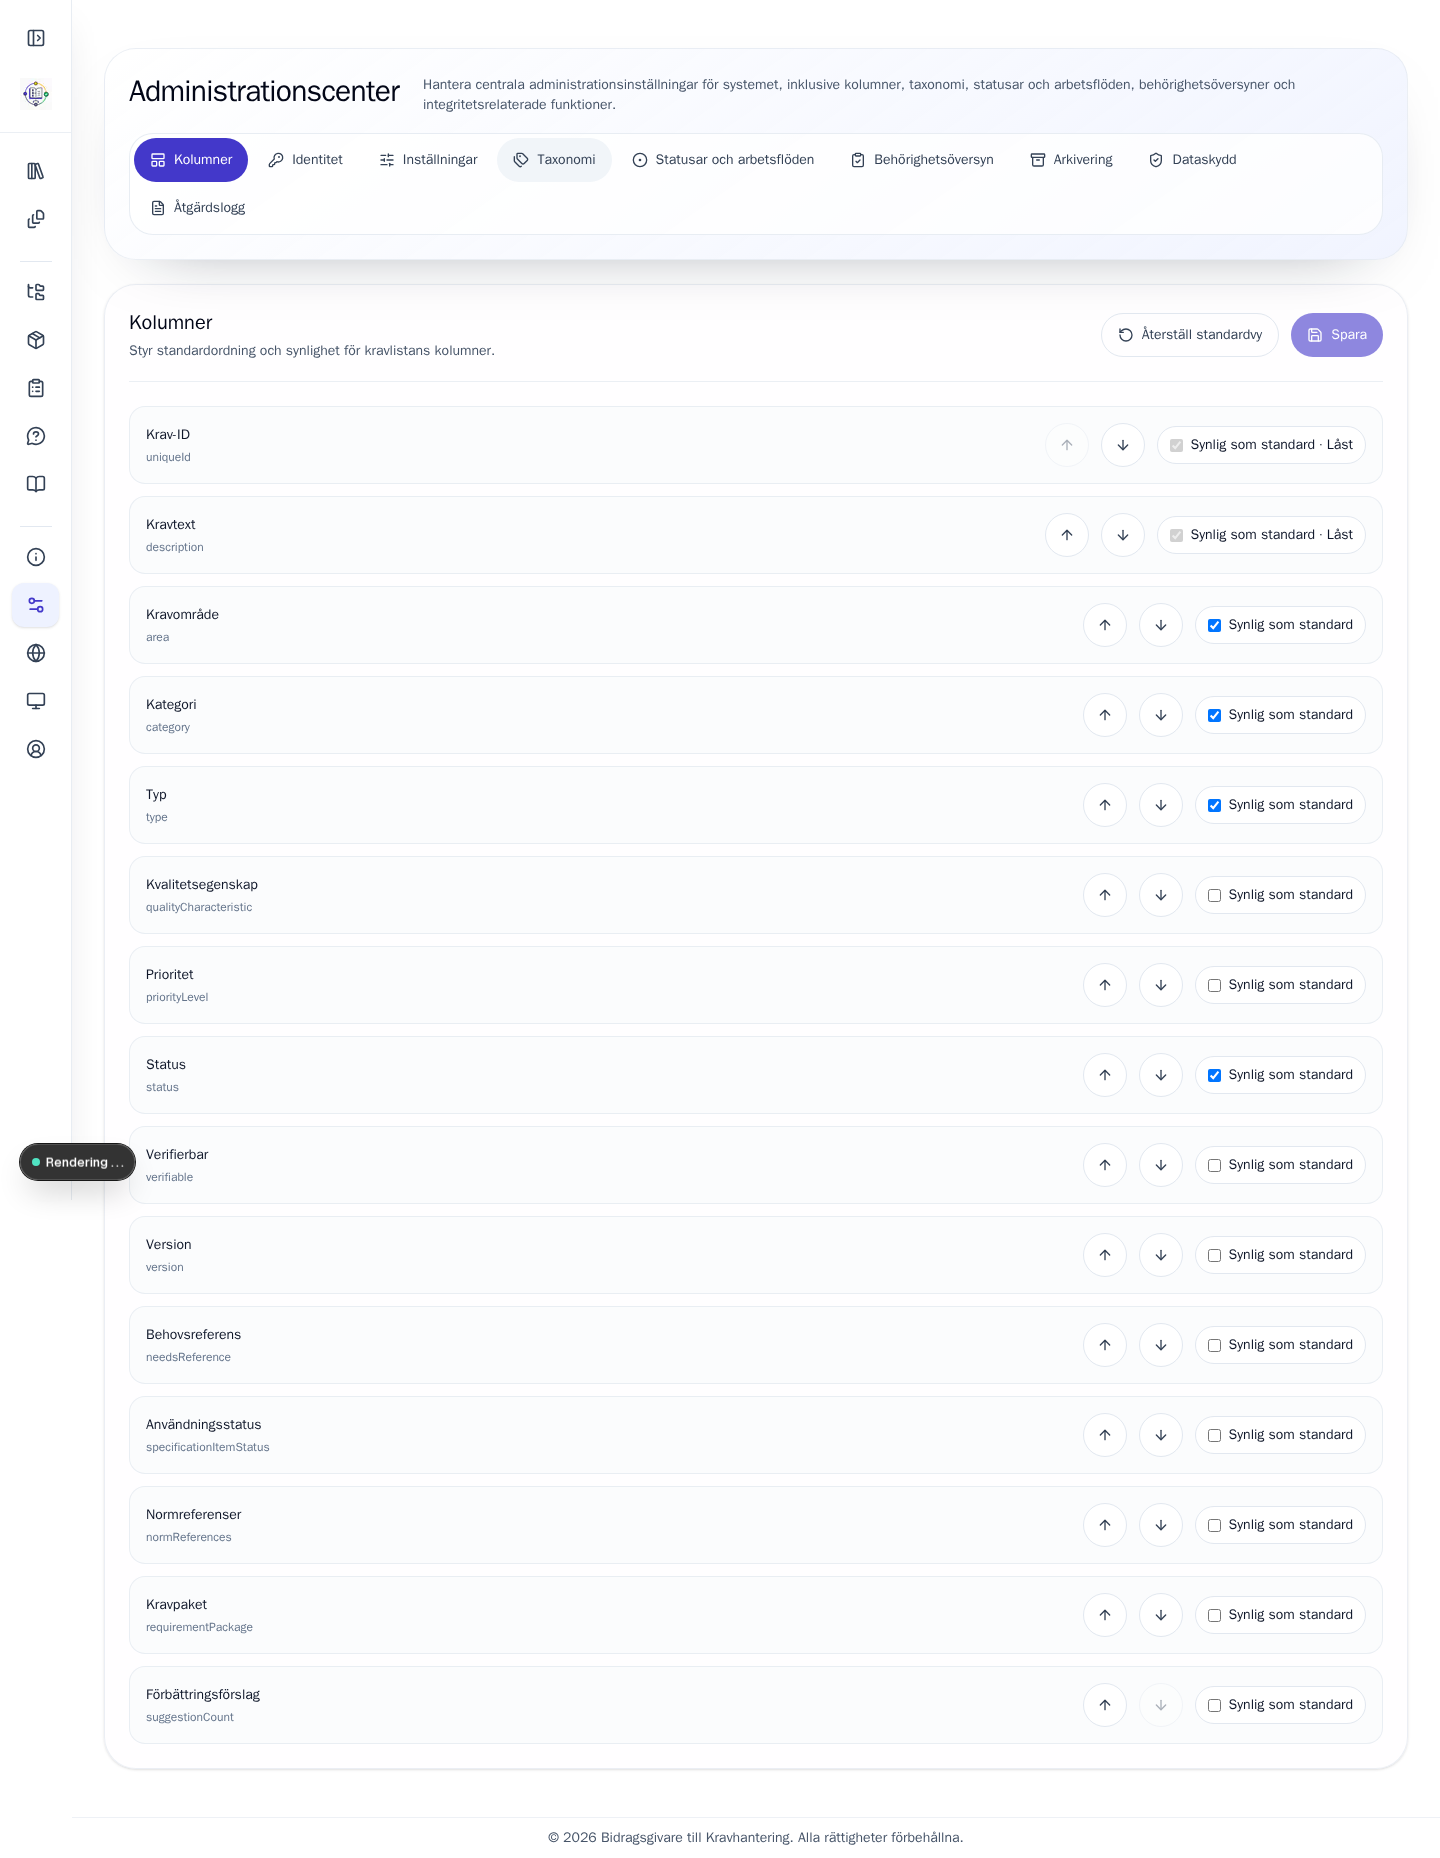 Administrationscenter
Hantera centrala administrationsinställningar för systemet, inklusive kolumner, taxonomi, statusar och arbetsflöden, behörighetsöversyner och
integritetsrelaterade funktioner.
Kolumner
Identitet
Inställningar
Taxonomi
Statusar och arbetsflöden
Behörighetsöversyn
Arkivering
Dataskydd
Åtgärdslogg
Kolumner
Styr standardordning och synlighet för kravlistans kolumner.
Återställ standardvy
Spara
Krav-ID
uniqueId
Synlig som standard · Låst
Kravtext
description
Synlig som standard · Låst
Kravområde
area
Synlig som standard
Kategori
category
Synlig som standard
Typ
type
Synlig som standard
Kvalitetsegenskap
qualityCharacteristic
Synlig som standard
Prioritet
priorityLevel
Synlig som standard
Status
status
Synlig som standard
Rendering ...
Verifierbar
verifiable
Synlig som standard
Version
version
Synlig som standard
Behovsreferens
needsReference
Synlig som standard
Användningsstatus
specificationItemStatus
Synlig som standard
Normreferenser
normReferences
Synlig som standard
Kravpaket
requirementPackage
Synlig som standard
Förbättringsförslag
suggestionCount
Synlig som standard
© 2026 Bidragsgivare till Kravhantering. Alla rättigheter förbehållna.